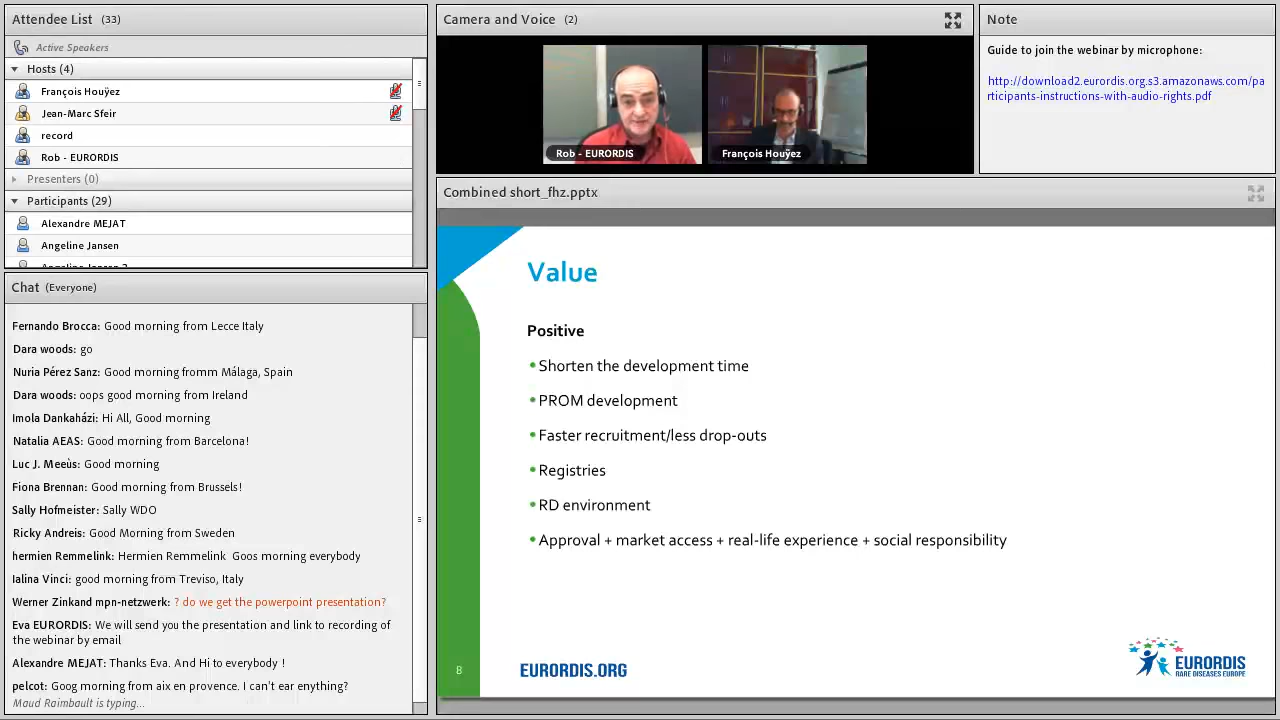 Attendee List (33)
Active Speakers
Hosts (4)
François Houÿez
Jean-Marc Sfeir
record
Rob - EURORDIS
Presenters (0)
Participants (29)
Alexandre MEJAT
Angeline Jansen
Angeline Jansen 2
Chat (Everyone)
Fernando Brocca: Good morning from Lecce Italy
Dara woods: go
Nuria Pérez Sanz: Good morning fromm Málaga, Spain
Dara woods: oops good morning from Ireland
Imola Dankaházi: Hi All, Good morning
Natalia AEAS: Good morning from Barcelona!
Luc J. Meeùs: Good morning
Fiona Brennan: Good morning from Brussels!
Sally Hofmeister: Sally WDO
Ricky Andreis: Good Morning from Sweden
hermien Remmelink: Hermien Remmelink Goos morning everybody
Ialina Vinci: good morning from Treviso, Italy
Werner Zinkand mpn-netzwerk: ? do we get the powerpoint presentation?
Eva EURORDIS: We will send you the presentation and link to recording of
the webinar by email
Alexandre MEJAT: Thanks Eva. And Hi to everybody !
pelcot: Goog morning from aix en provence. I can't ear anything?
Maud Raimbault is typing...
Camera and Voice (2)
Rob - EURORDIS
François Houÿez
Note
Guide to join the webinar by microphone:
http://download2.eurordis.org.s3.amazonaws.com/pa
rticipants-instructions-with-audio-rights.pdf
Combined short_fhz.pptx
Value
Positive
•Shorten the development time
•PROM development
•Faster recruitment/less drop-outs
•Registries
•RD environment
•Approval + market access + real-life experience + social responsibility
8
EURORDIS.ORG
EURORDIS
RARE DISEASES EUROPE